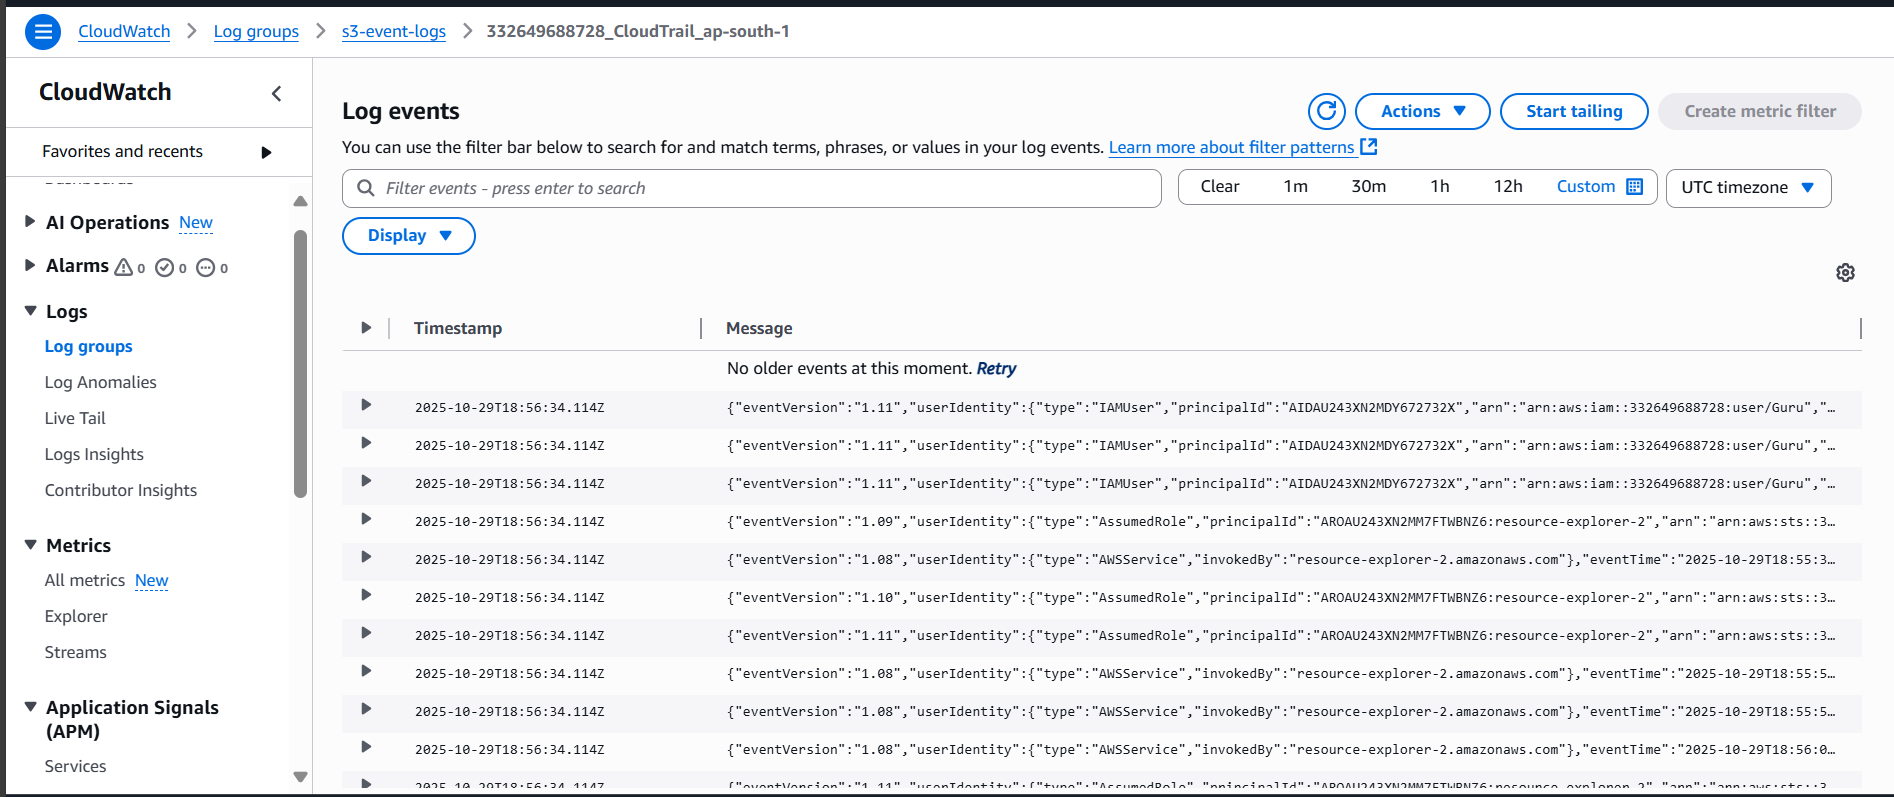 CloudWatch > Log groups > s3-event-logs > 332649688728_CloudTrail_ap-south-1
CloudWatch
Favorites and recents
Dashboards
AI Operations New
Alarms 0 0 0
Logs
Log groups
Log Anomalies
Live Tail
Logs Insights
Contributor Insights
Metrics
All metrics New
Explorer
Streams
Application Signals
(APM)
Services
Log events
Actions
Start tailing
Create metric filter
You can use the filter bar below to search for and match terms, phrases, or values in your log events. Learn more about filter patterns
Filter events - press enter to search
Clear 1m 30m 1h 12h Custom
UTC timezone
Display
Timestamp Message
No older events at this moment. Retry
2025-10-29T18:56:34.114Z {"eventVersion":"1.11","userIdentity":{"type":"IAMUser","principalId":"AIDAU243XN2MDY672732X","arn":"arn:aws:iam::332649688728:user/Guru","…
2025-10-29T18:56:34.114Z {"eventVersion":"1.11","userIdentity":{"type":"IAMUser","principalId":"AIDAU243XN2MDY672732X","arn":"arn:aws:iam::332649688728:user/Guru","…
2025-10-29T18:56:34.114Z {"eventVersion":"1.11","userIdentity":{"type":"IAMUser","principalId":"AIDAU243XN2MDY672732X","arn":"arn:aws:iam::332649688728:user/Guru","…
2025-10-29T18:56:34.114Z {"eventVersion":"1.09","userIdentity":{"type":"AssumedRole","principalId":"AROAU243XN2MM7FTWBNZ6:resource-explorer-2","arn":"arn:aws:sts::3…
2025-10-29T18:56:34.114Z {"eventVersion":"1.08","userIdentity":{"type":"AWSService","invokedBy":"resource-explorer-2.amazonaws.com"},"eventTime":"2025-10-29T18:55:3…
2025-10-29T18:56:34.114Z {"eventVersion":"1.10","userIdentity":{"type":"AssumedRole","principalId":"AROAU243XN2MM7FTWBNZ6:resource-explorer-2","arn":"arn:aws:sts::3…
2025-10-29T18:56:34.114Z {"eventVersion":"1.11","userIdentity":{"type":"AssumedRole","principalId":"AROAU243XN2MM7FTWBNZ6:resource-explorer-2","arn":"arn:aws:sts::3…
2025-10-29T18:56:34.114Z {"eventVersion":"1.08","userIdentity":{"type":"AWSService","invokedBy":"resource-explorer-2.amazonaws.com"},"eventTime":"2025-10-29T18:55:5…
2025-10-29T18:56:34.114Z {"eventVersion":"1.08","userIdentity":{"type":"AWSService","invokedBy":"resource-explorer-2.amazonaws.com"},"eventTime":"2025-10-29T18:55:5…
2025-10-29T18:56:34.114Z {"eventVersion":"1.08","userIdentity":{"type":"AWSService","invokedBy":"resource-explorer-2.amazonaws.com"},"eventTime":"2025-10-29T18:56:0…